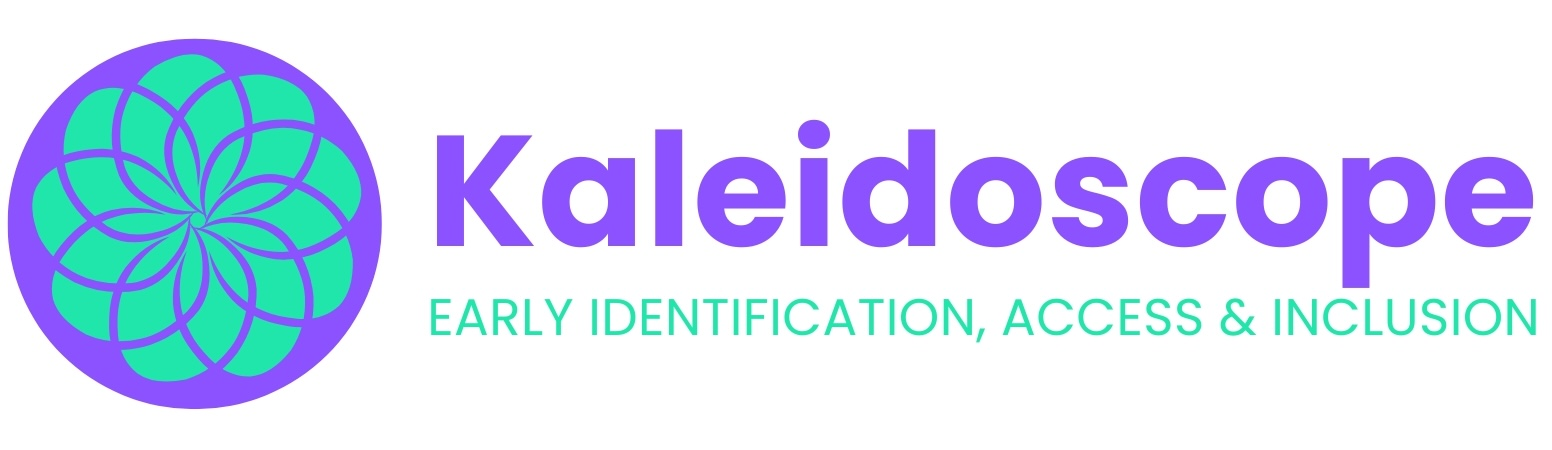 Kaleidoscope
EARLY IDENTIFICATION, ACCESS & INCLUSION